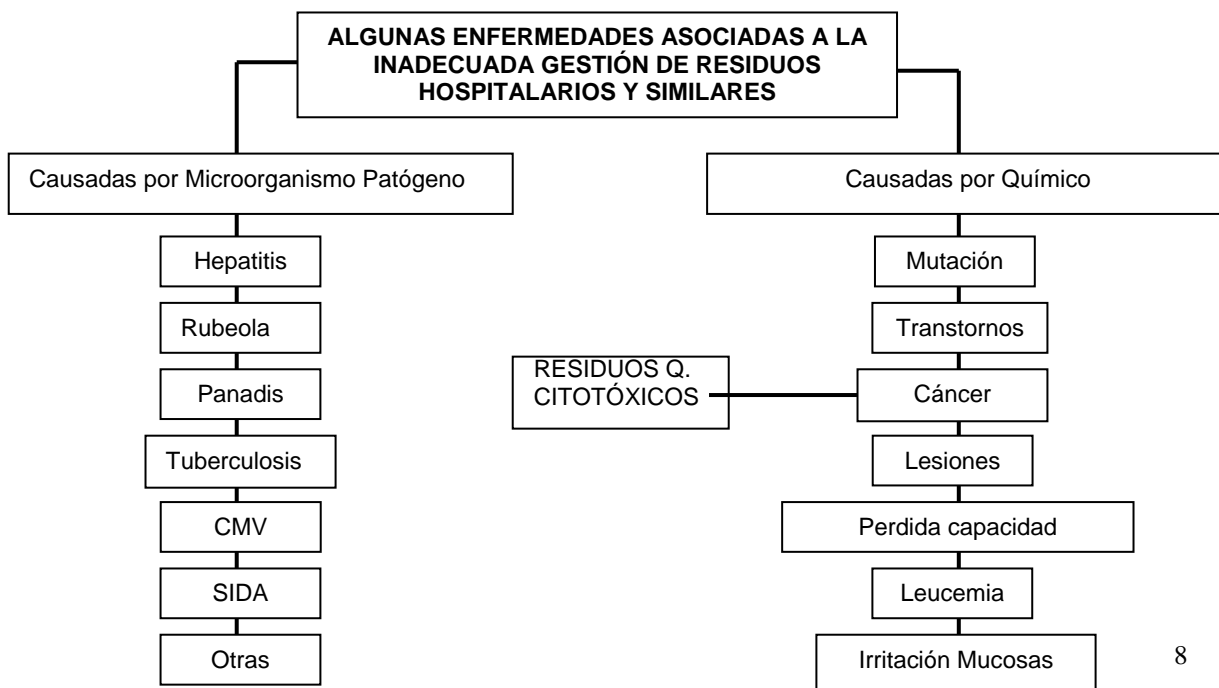 ALGUNAS ENFERMEDADES ASOCIADAS A LA
INADECUADA GESTIÓN DE RESIDUOS
HOSPITALARIOS Y SIMILARES
Causadas por Microorganismo Patógeno
Hepatitis
Rubeola
Panadis
Tuberculosis
CMV
SIDA
Otras
Causadas por Químico
Mutación
Transtornos
RESIDUOS Q.
CITOTÓXICOS
Cáncer
Lesiones
Perdida capacidad
Leucemia
Irritación Mucosas
8